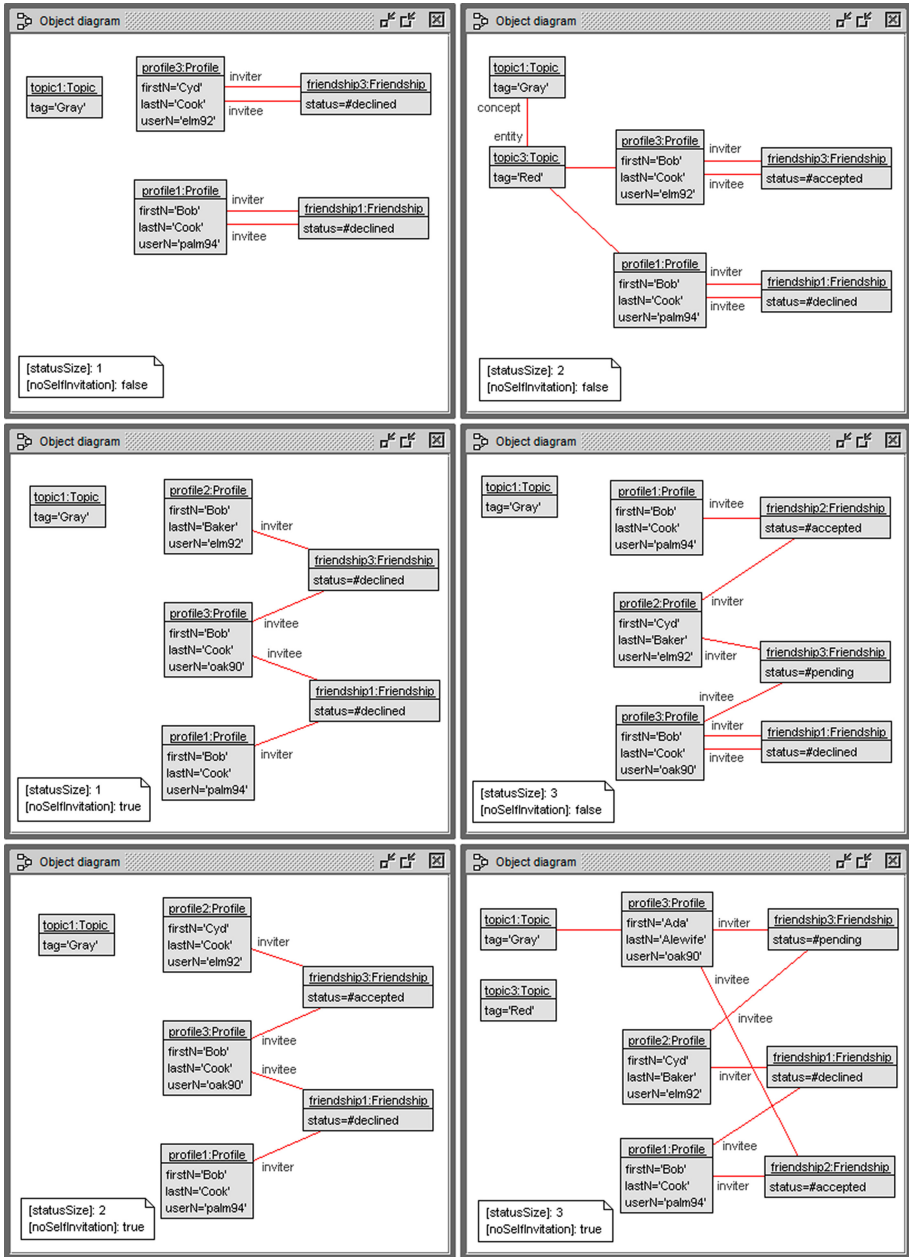 Object diagram
topic1:Topic
tag='Gray'
profile3:Profile
firstN='Cyd'
lastN='Cook'
userN='elm92'
inviter
invitee
friendship3:Friendship
status=#declined
profile1:Profile
firstN='Bob'
lastN='Cook'
userN='palm94'
inviter
invitee
friendship1:Friendship
status=#declined
[statusSize]: 1
[noSelfInvitation]: false
Object diagram
topic1:Topic
tag='Gray'
concept
entity
topic3:Topic
tag='Red'
profile3:Profile
firstN='Bob'
lastN='Cook'
userN='elm92'
inviter
invitee
friendship3:Friendship
status=#accepted
profile1:Profile
firstN='Bob'
lastN='Cook'
userN='palm94'
inviter
invitee
friendship1:Friendship
status=#declined
[statusSize]: 2
[noSelfInvitation]: false
Object diagram
topic1:Topic
tag='Gray'
profile2:Profile
firstN='Bob'
lastN='Baker'
userN='elm92'
inviter
friendship3:Friendship
status=#declined
profile3:Profile
firstN='Bob'
lastN='Cook'
userN='oak90'
invitee
invitee
friendship1:Friendship
status=#declined
profile1:Profile
firstN='Bob'
lastN='Cook'
userN='palm94'
inviter
[statusSize]: 1
[noSelfInvitation]: true
Object diagram
topic1:Topic
tag='Gray'
profile1:Profile
firstN='Bob'
lastN='Cook'
userN='palm94'
invitee
friendship2:Friendship
status=#accepted
profile2:Profile
firstN='Cyd'
lastN='Baker'
userN='elm92'
inviter
inviter
friendship3:Friendship
status=#pending
invitee
profile3:Profile
firstN='Bob'
lastN='Cook'
userN='oak90'
inviter
invitee
friendship1:Friendship
status=#declined
[statusSize]: 3
[noSelfInvitation]: false
Object diagram
topic1:Topic
tag='Gray'
profile2:Profile
firstN='Cyd'
lastN='Cook'
userN='elm92'
inviter
friendship3:Friendship
status=#accepted
profile3:Profile
firstN='Bob'
lastN='Cook'
userN='oak90'
invitee
invitee
friendship1:Friendship
status=#declined
profile1:Profile
firstN='Bob'
lastN='Cook'
userN='palm94'
inviter
[statusSize]: 2
[noSelfInvitation]: true
Object diagram
topic1:Topic
tag='Gray'
profile3:Profile
firstN='Ada'
lastN='Alewife'
userN='oak90'
inviter
friendship3:Friendship
status=#pending
invitee
topic3:Topic
tag='Red'
invitee
profile2:Profile
firstN='Cyd'
lastN='Baker'
userN='elm92'
inviter
friendship1:Friendship
status=#declined
profile1:Profile
firstN='Bob'
lastN='Cook'
userN='palm94'
invitee
inviter
friendship2:Friendship
status=#accepted
[statusSize]: 3
[noSelfInvitation]: true